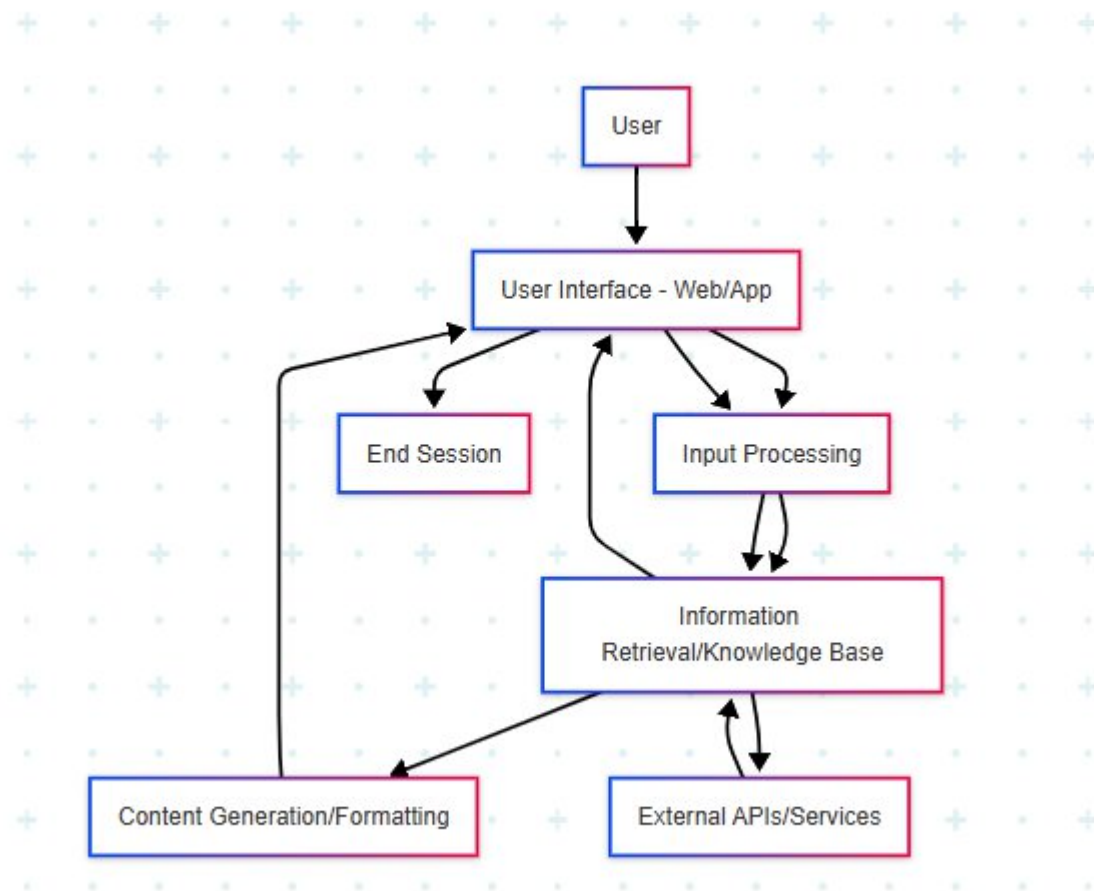 User
User Interface - Web/App
End Session
Input Processing
Information
Retrieval/Knowledge Base
Content Generation/Formatting
External APIs/Services